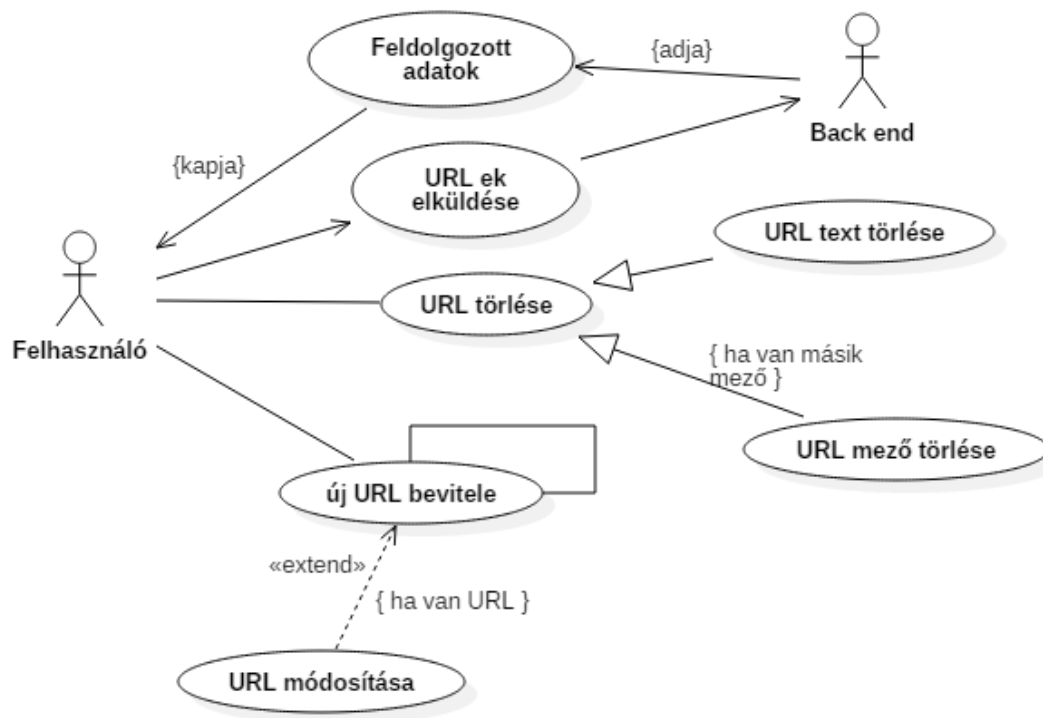 Feldolgozott
adatok
{adja}
Back end
{kapja}
URL ek
elküldése
URL text törlése
URL törlése
Felhasználó
{ ha van másik
mező }
URL mező törlése
új URL bevitele
«extend»
{ ha van URL }
URL módosítása